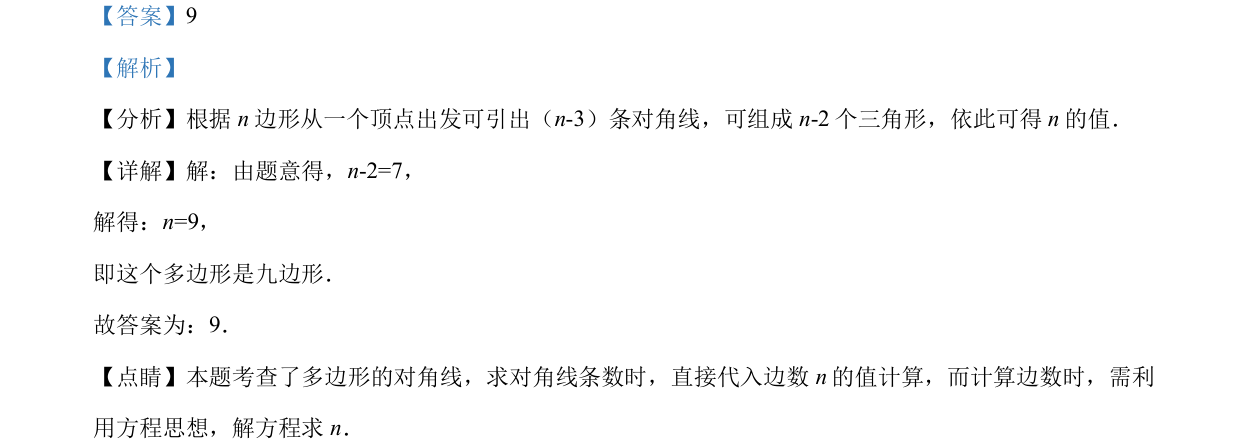 【答案】9
【解析】
【分析】根据 n 边形从一个顶点出发可引出（n-3）条对角线，可组成 n-2 个三角形，依此可得 n 的值．
【详解】解：由题意得，n-2=7，
解得：n=9，
即这个多边形是九边形．
故答案为：9．
【点睛】本题考查了多边形的对角线，求对角线条数时，直接代入边数 n 的值计算，而计算边数时，需利
用方程思想，解方程求 n．